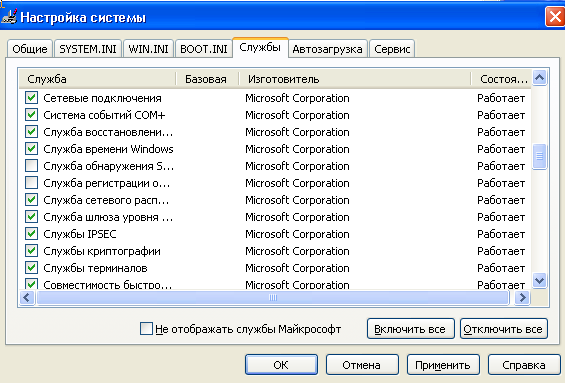 Настройка системы
Общие SYSTEM.INI WIN.INI BOOT.INI Службы Автозагрузка Сервис
Служба Базовая Изготовитель Состоя...
Сетевые подключения Microsoft Corporation Работает
Система событий COM+ Microsoft Corporation Работает
Служба восстановлени... Microsoft Corporation Работает
Служба времени Windows Microsoft Corporation Работает
Служба обнаружения S... Microsoft Corporation Работает
Служба регистрации о... Microsoft Corporation Работает
Служба сетевого расп... Microsoft Corporation Работает
Служба шлюза уровня ... Microsoft Corporation Работает
Службы IPSEC Microsoft Corporation Работает
Службы криптографии Microsoft Corporation Работает
Службы терминалов Microsoft Corporation Работает
Совместимость быстро... Microsoft Corporation Работает
Не отображать службы Майкрософт Включить все Отключить все
OK Отмена Применить Справка